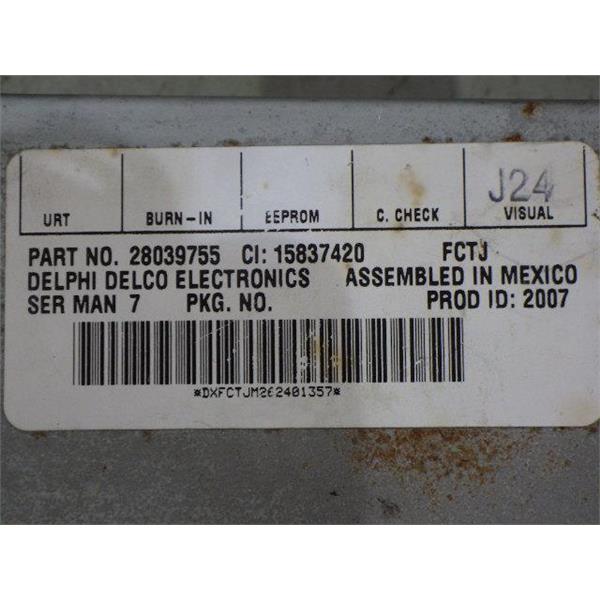 J24
URT BURN-IN EEPROM C. CHECK VISUAL
PART NO. 28039755 CI: 15837420 FCTJ
DELPHI DELCO ELECTRONICS ASSEMBLED IN MEXICO
SER MAN 7 PKG. NO. PROD ID: 2007
*DXFCTJM262401357*